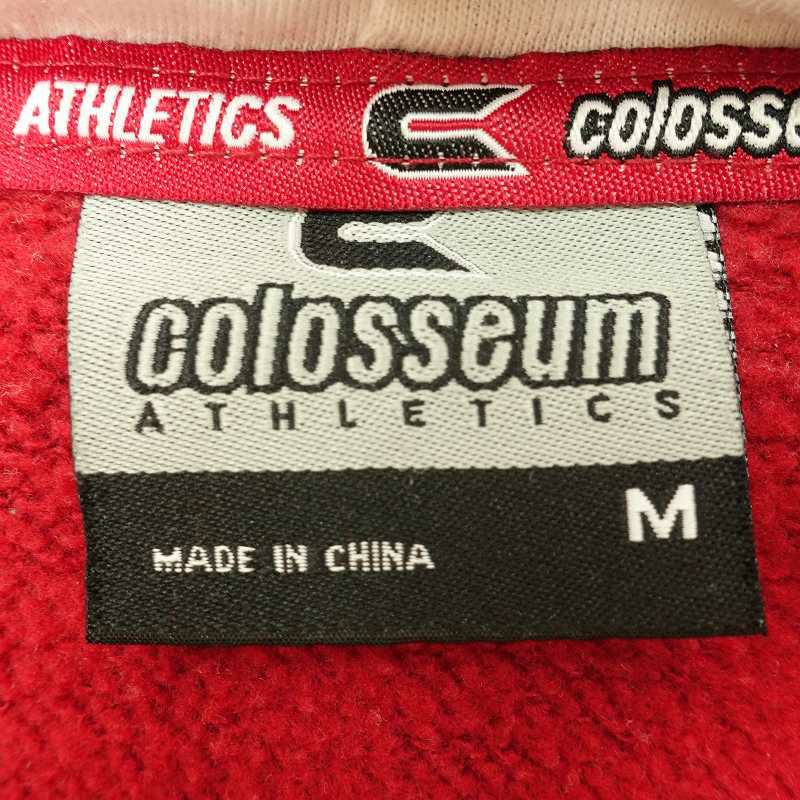 ATHLETICS colosse
colosseum
ATHLETICS
M
MADE IN CHINA